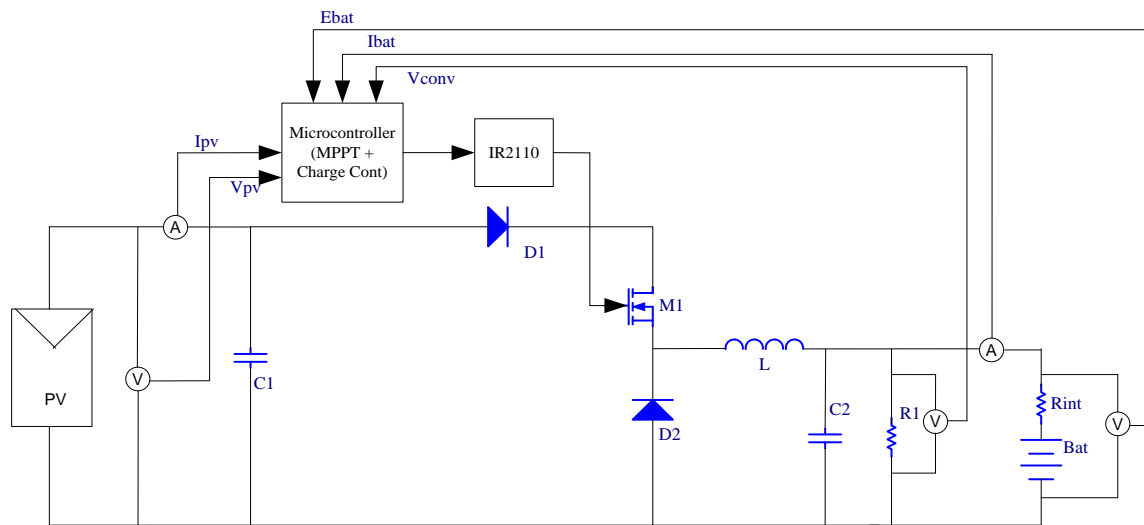 Ebat
Ibat
Vconv
Microcontroller
(MPPT +
Charge Cont)
IR2110
Ipv
Vpv
A
D1
M1
PV
V
C1
L
A
D2
C2
R1
V
Rint
Bat
V